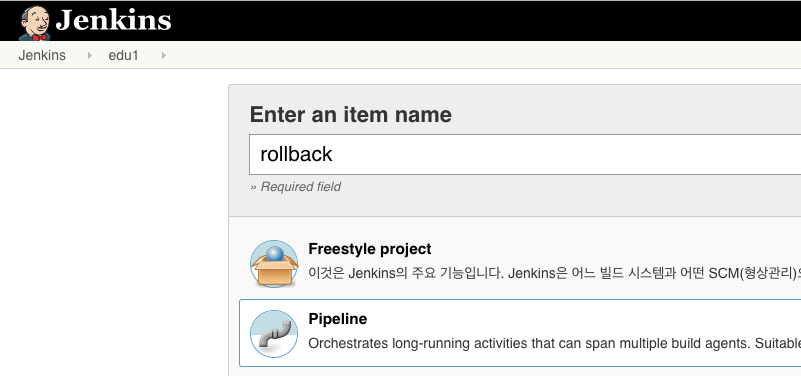 Jenkins
Jenkins edu1
Enter an item name
rollback
» Required field
Freestyle project
이것은 Jenkins의 주요 기능입니다. Jenkins은 어느 빌드 시스템과 어떤 SCM(형상관리)으
Pipeline
Orchestrates long-running activities that can span multiple build agents. Suitable